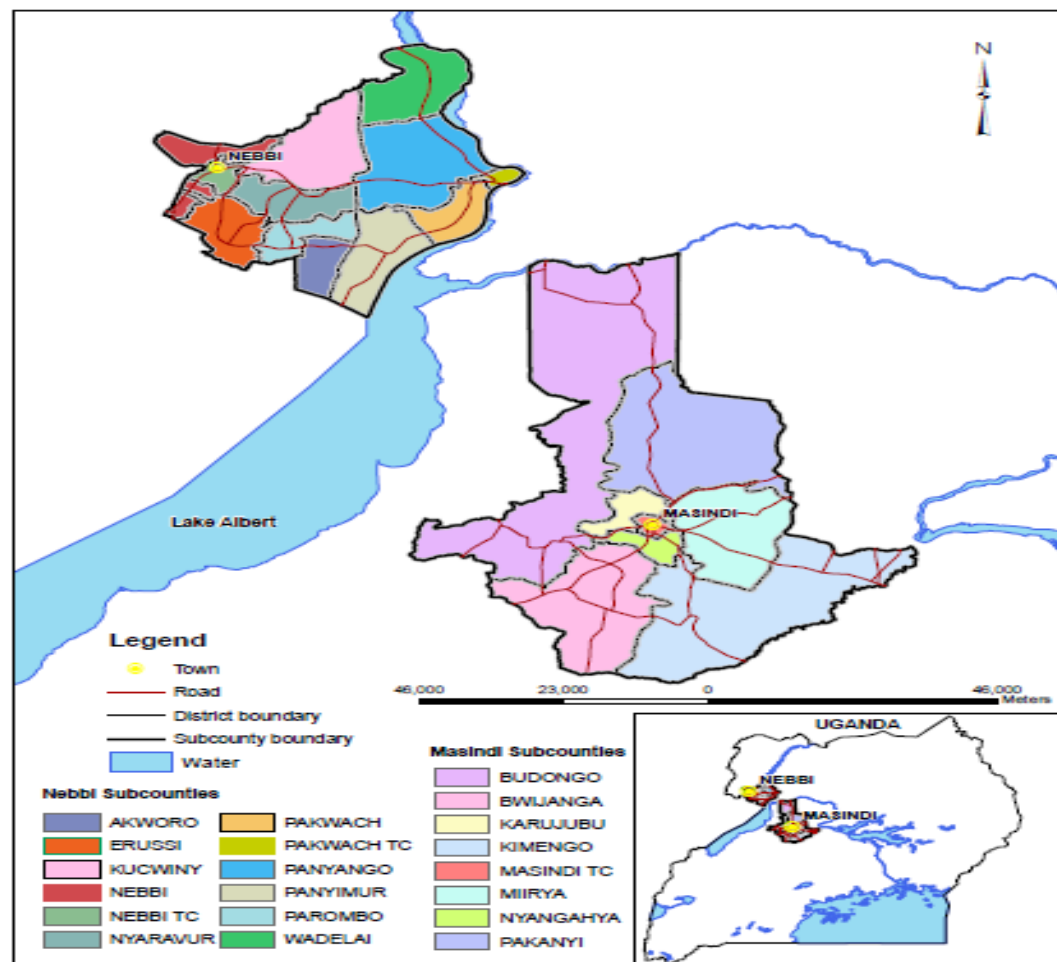 N
NEBBI
MASINDI
Lake Albert
Legend
Town
Road
District boundary
Subcounty boundary
Water
46,000 23,000 0 46,000
Meters
Nebbi Subcounties
AKWORO
ERUSSI
KUCWINY
NEBBI
NEBBI TC
NYARAVUR
PAKWACH
PAKWACH TC
PANYANGO
PANYIMUR
PAROMBO
WADELAI
Masindi Subcounties
BUDONGO
BWIJANGA
KARUJUBU
KIMENGO
MASINDI TC
MIIRYA
NYANGAHYA
PAKANYI
UGANDA
NEBBI
MASINDI